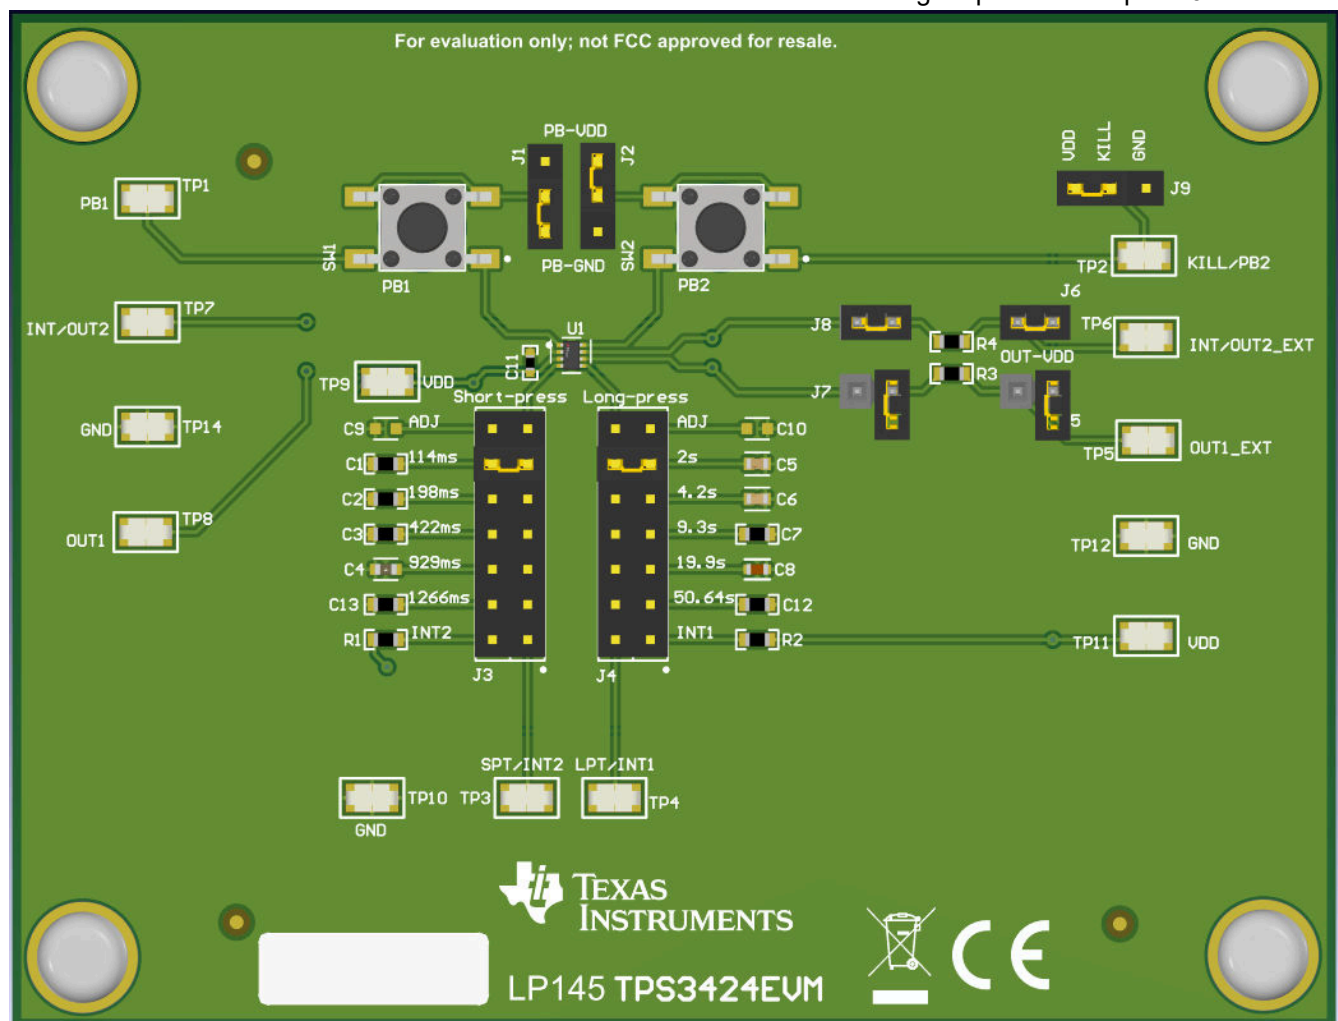 For evaluation only; not FCC approved for resale.
PB-VDD
J1
J2
VDD
KILL
GND
J9
TP1
PB1
SW1
PB1
PB-GND
SW2
PB2
TP2
KILL/PB2
TP7
INT/OUT2
U1
C11
J8
J6
TP6
R4
INT/OUT2_EXT
OUT-VDD
R3
TP9
VDD
J7
5
Short-press
Long-press
GND
TP14
C9
ADJ
ADJ
C10
TP5
OUT1_EXT
C1
114ms
2s
C5
C2
198ms
4.2s
C6
TP8
OUT1
C3
422ms
9.3s
C7
TP12
GND
C4
929ms
19.9s
C8
C13
1266ms
50.64s
C12
R1
INT2
INT1
R2
TP11
VDD
J3
J4
SPT/INT2
LPT/INT1
TP10
TP3
TP4
GND
TEXAS
INSTRUMENTS
CE
LP145 TPS3424EVM